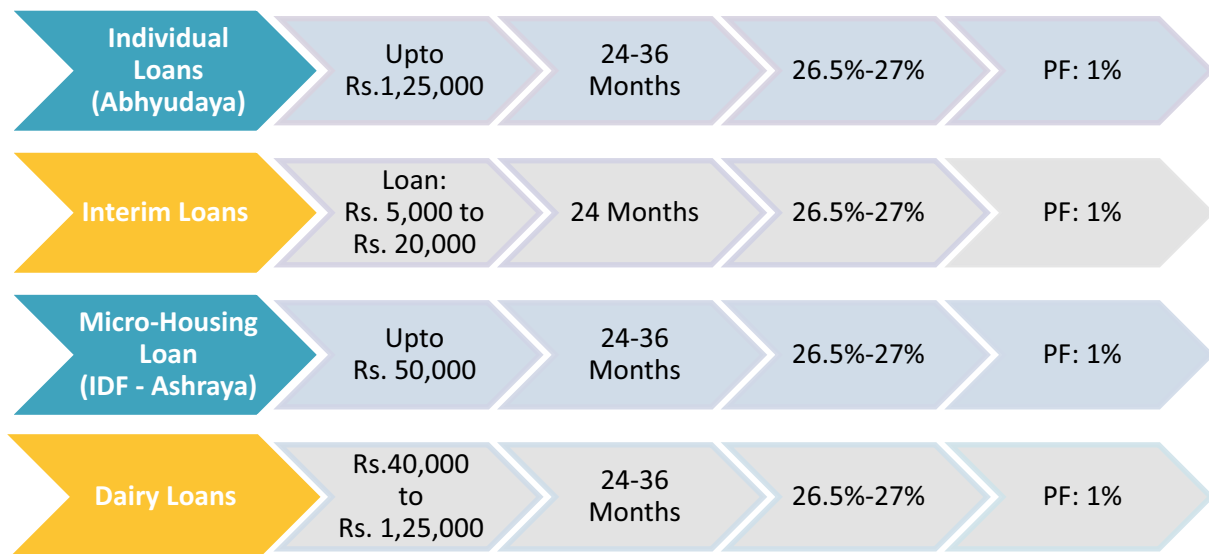 Individual
Loans
(Abhyudaya)
Upto
Rs.1,25,000
24-36
Months
26.5%-27%
PF: 1%
Interim Loans
Loan:
Rs. 5,000 to
Rs. 20,000
24 Months
26.5%-27%
PF: 1%
Micro-Housing
Loan
(IDF - Ashraya)
Upto
Rs. 50,000
24-36
Months
26.5%-27%
PF: 1%
Dairy Loans
Rs.40,000
to
Rs. 1,25,000
24-36
Months
26.5%-27%
PF: 1%